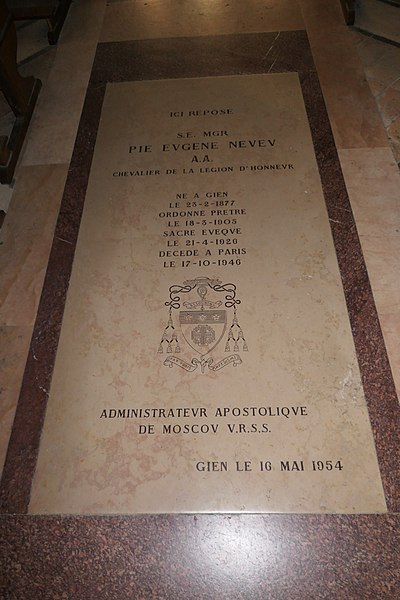 ICI REPOSE
S.E. MGR
PIE EVGENE NEVEV
A.A.
CHEVALIER DE LA LEGION D'HONNEVR
NE A GIEN
LE 23-2-1877
ORDONNE PRETRE
LE 18-3-1905
SACRE EVEQVE
LE 21-4-1926
DECEDE A PARIS
LE 17-10-1946
ADMINISTRATEVR APOSTOLIQVE
DE MOSCOV V.R.S.S.
GIEN LE 16 MAI 1954